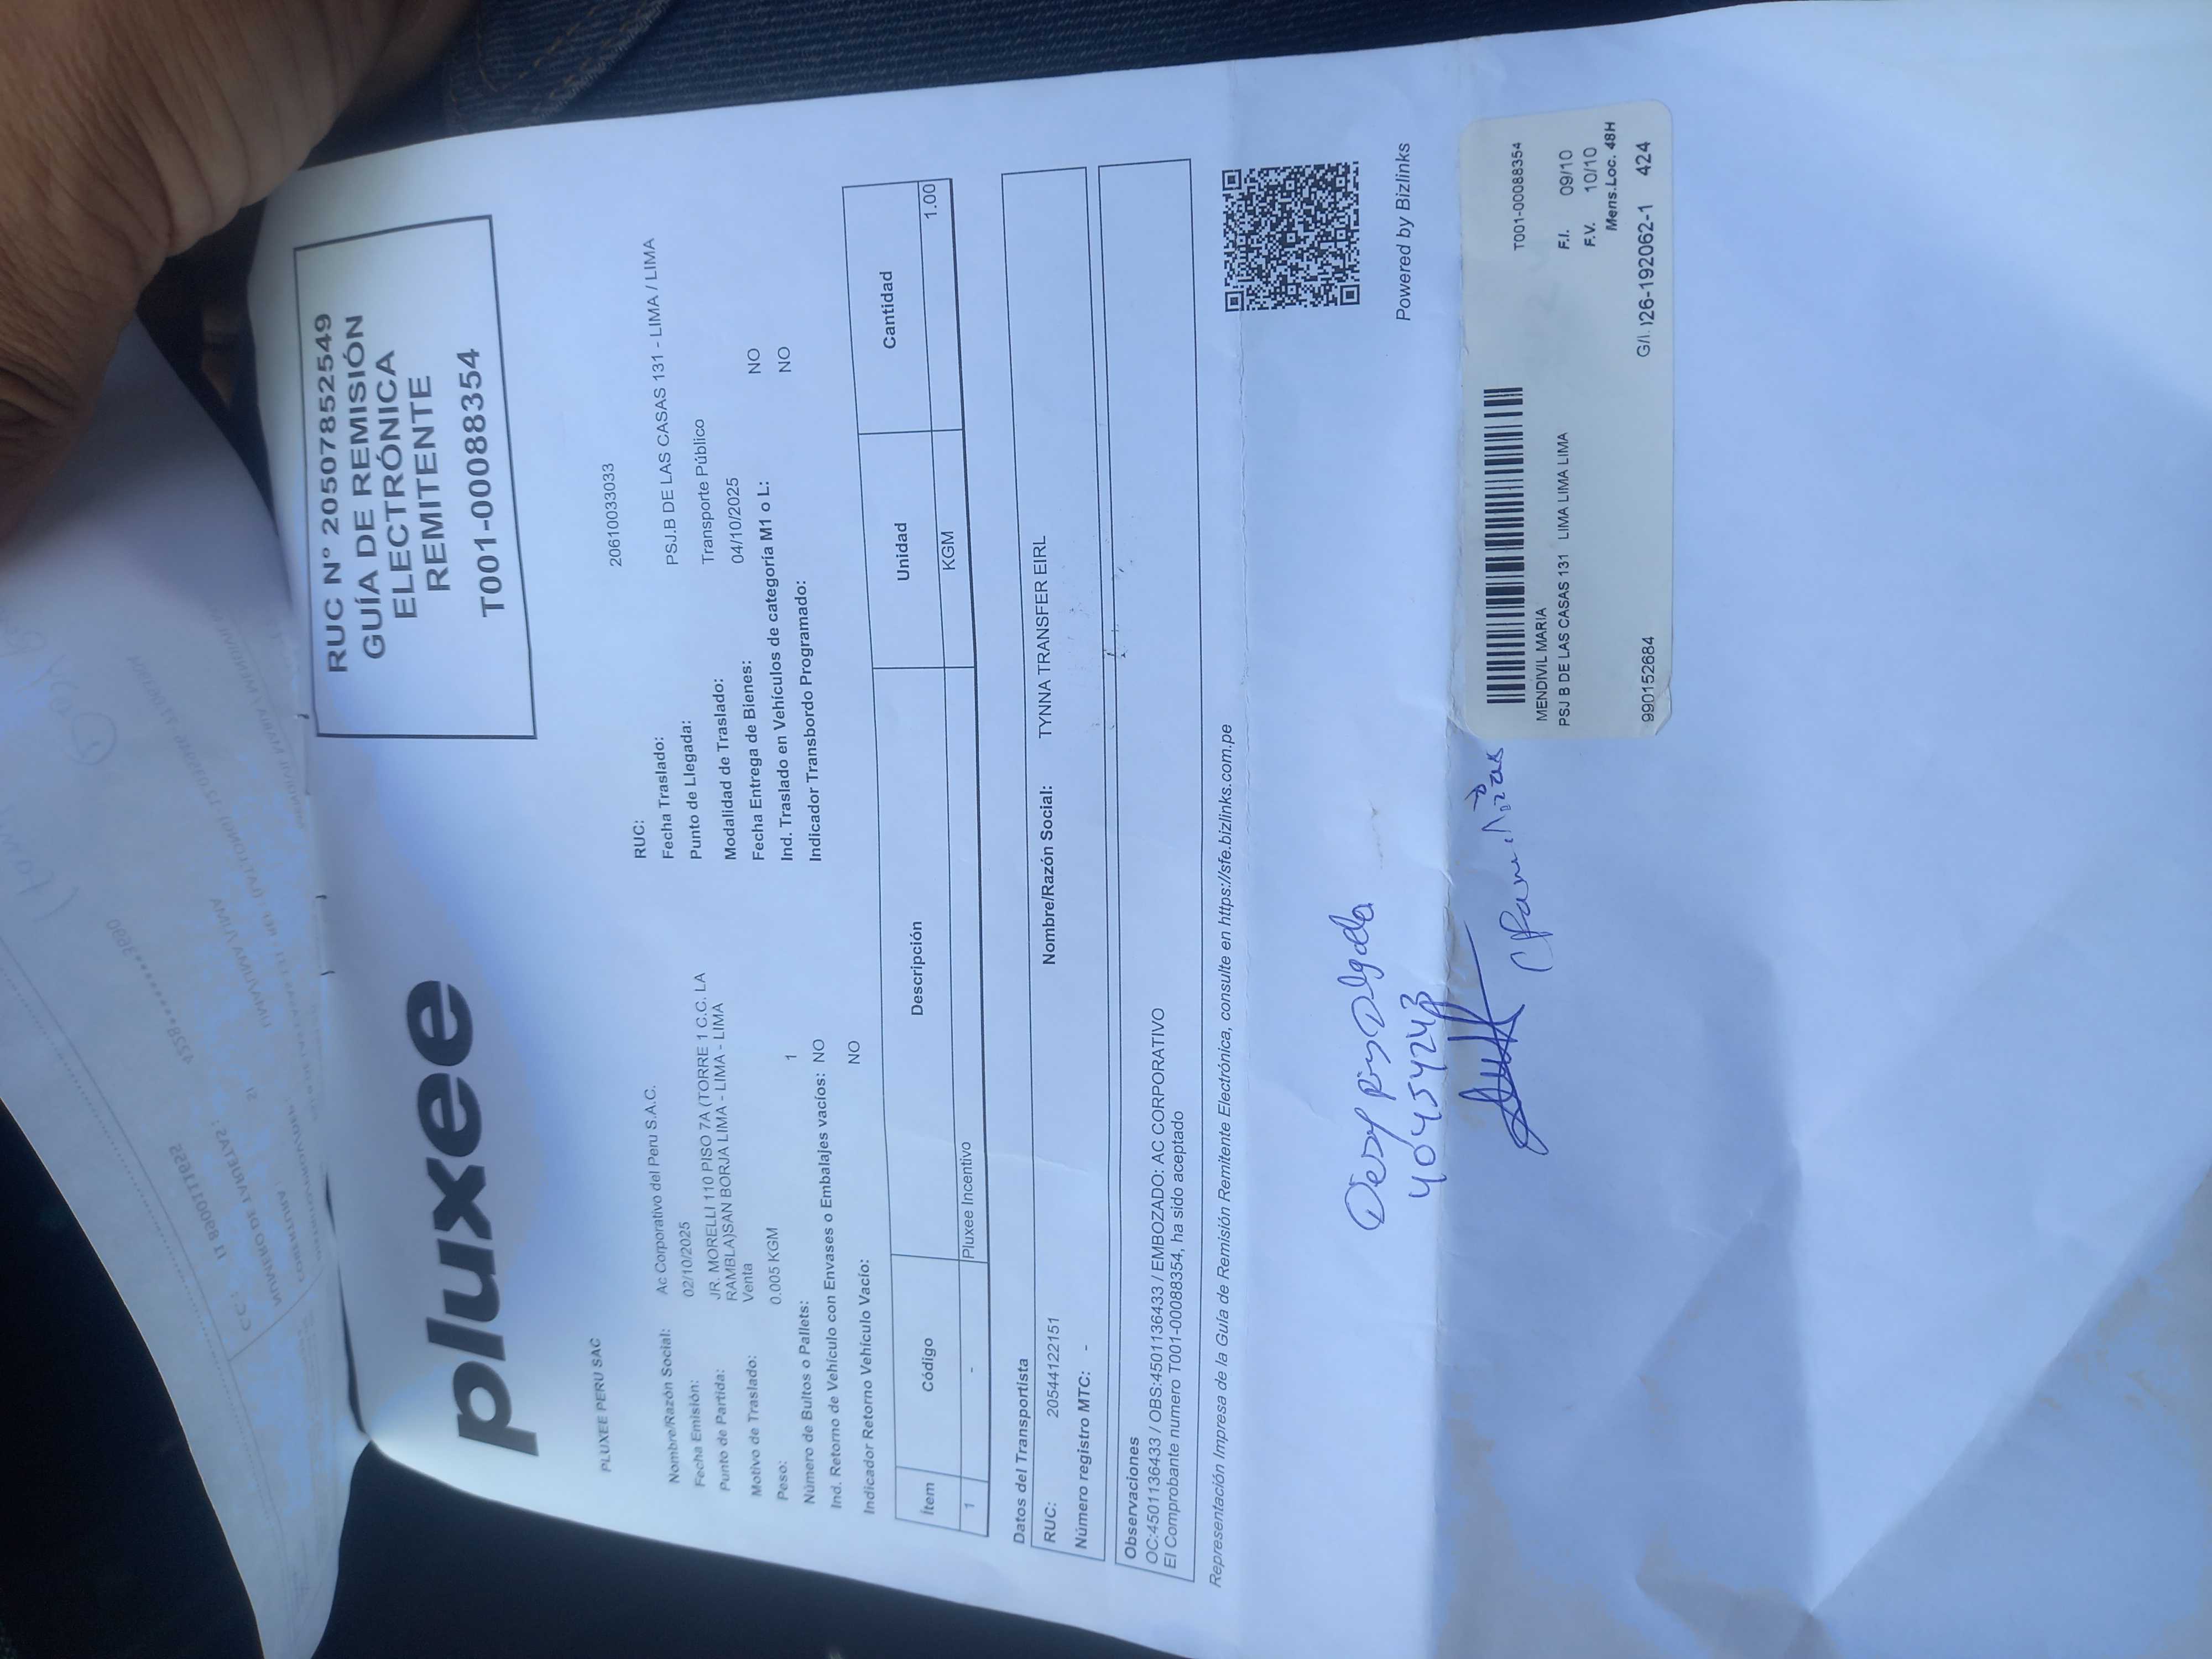 pluxee
RUC N° 20507852549
GUÍA DE REMISIÓN
ELECTRÓNICA
REMITENTE
T001-00088354
PLUXEE PERU SAC
20610033033
Nombre/Razón Social: Ac Corporativo del Peru S.A.C. RUC:
Fecha Emisión: 02/10/2025 Fecha Traslado:
Punto de Partida: JR. MORELLI 110 PISO 7A (TORRE 1 C.C. LA RAMBLA)SAN BORJA LIMA - LIMA - LIMA
Punto de Llegada: PSJ.B DE LAS CASAS 131 - LIMA / LIMA
Motivo de Traslado: Venta Modalidad de Traslado: Transporte Público
Peso: 0.005 KGM Fecha Entrega de Bienes: 04/10/2025
Número de Bultos o Pallets: 1 Ind. Traslado en Vehículos de categoría M1 o L: NO
Ind. Retorno de Vehículo con Envases o Embalajes vacíos: NO Indicador Transbordo Programado: NO
Indicador Retorno Vehículo Vacío: NO
Ítem Código Descripción Unidad Cantidad
1 - Pluxee Incentivo KGM 1.00
Datos del Transportista
RUC: 20544122151 Nombre/Razón Social: TYNNA TRANSFER EIRL
Número registro MTC: -
Observaciones
OC:4501136433 / OBS:4501136433 / EMBOZADO: AC CORPORATIVO
El Comprobante numero T001-00088354, ha sido aceptado
Representación Impresa de la Guía de Remisión Remitente Electrónica, consulte en https://sfe.bizlinks.com.pe
Powered by Bizlinks
Delgado
40454243
T001-00088354
MENDIVIL MARIA
PSJ B DE LAS CASAS 131 LIMA LIMA LIMA
F.I. 09/10
F.V. 10/10
Mens.Loc. 48H
990152684 G/I. 126-192062-1 424